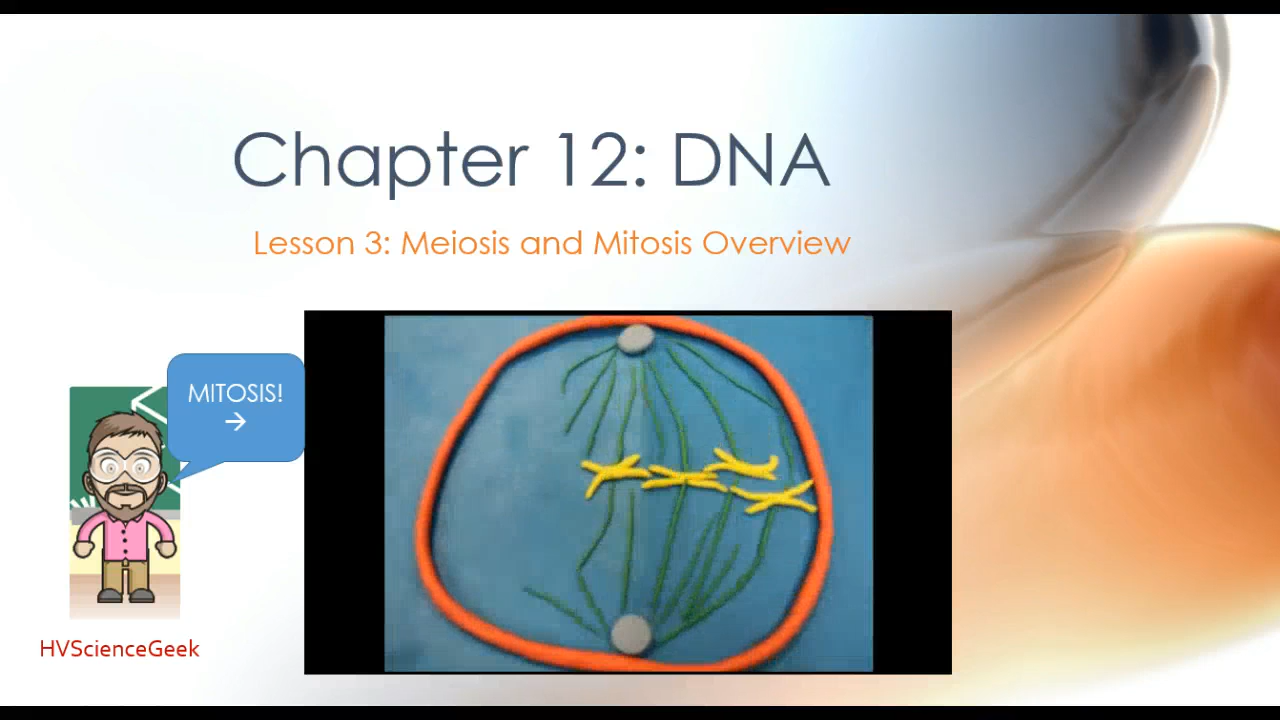 Chapter 12: DNA
Lesson 3: Meiosis and Mitosis Overview
MITOSIS!
→
HVScienceGeek